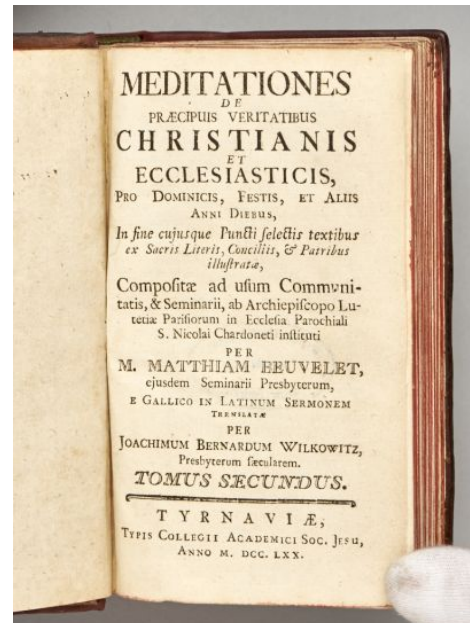 MEDITATIONES
DE
PRÆCIPUIS VERITATIBUS
CHRISTIANIS
ET
ECCLESIASTICIS,
PRO DOMINICIS, FESTIS, ET ALIIS
ANNI DIEBUS,
In fine cujusque Puncti ſelectis textibus
ex Sacris Literis, Conciliis, & Patribus
illuſtratæ,
Compoſitæ ad uſum Communi-
tatis, & Seminarii, ab Archiepiſcopo Lu-
tetiæ Pariſiorum in Eccleſia Parochiali
S. Nicolai Chardoneti inſtituti
PER
M. MATTHIAM BEUVELET,
ejusdem Seminarii Presbyterum,
E GALLICO IN LATINUM SERMONEM
TRANSLATÆ
PER
JOACHIMUM BERNARDUM WILKOWITZ,
Presbyterum ſæcularem.
TOMUS SECUNDUS.
TYRNAVIÆ,
TYPIS COLLEGII ACADEMICI SOC. JESU,
ANNO M. DCC. LXX.